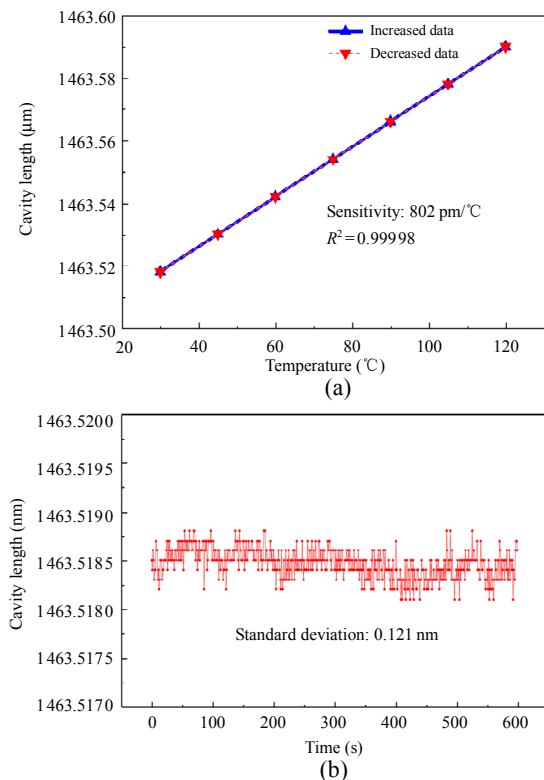 1463.60
1463.58
1463.56
1463.54
1463.52
1463.50
Cavity length (μm)
Increased data
Decreased data
Sensitivity: 802 pm/℃
R²=0.99998
20 40 60 80 100 120
Temperature (℃)
(a)
1463.5200
1463.5195
1463.5190
1463.5185
1463.5180
1463.5175
1463.5170
Cavity length (nm)
Standard deviation: 0.121 nm
0 100 200 300 400 500 600
Time (s)
(b)